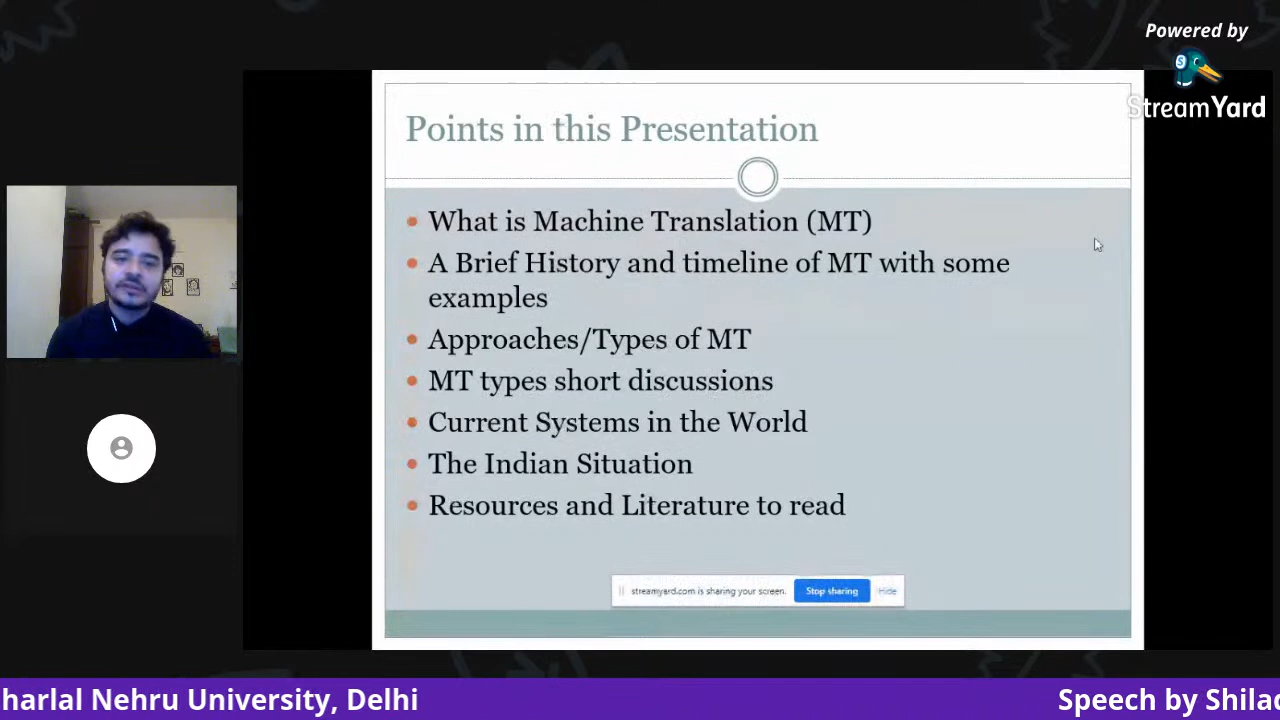 Powered by
StreamYard
Points in this Presentation
What is Machine Translation (MT)
A Brief History and timeline of MT with some
examples
Approaches/Types of MT
MT types short discussions
Current Systems in the World
The Indian Situation
Resources and Literature to read
streamyard.com is sharing your screen. Stop sharing Hide
harlal Nehru University, Delhi Speech by Shilad